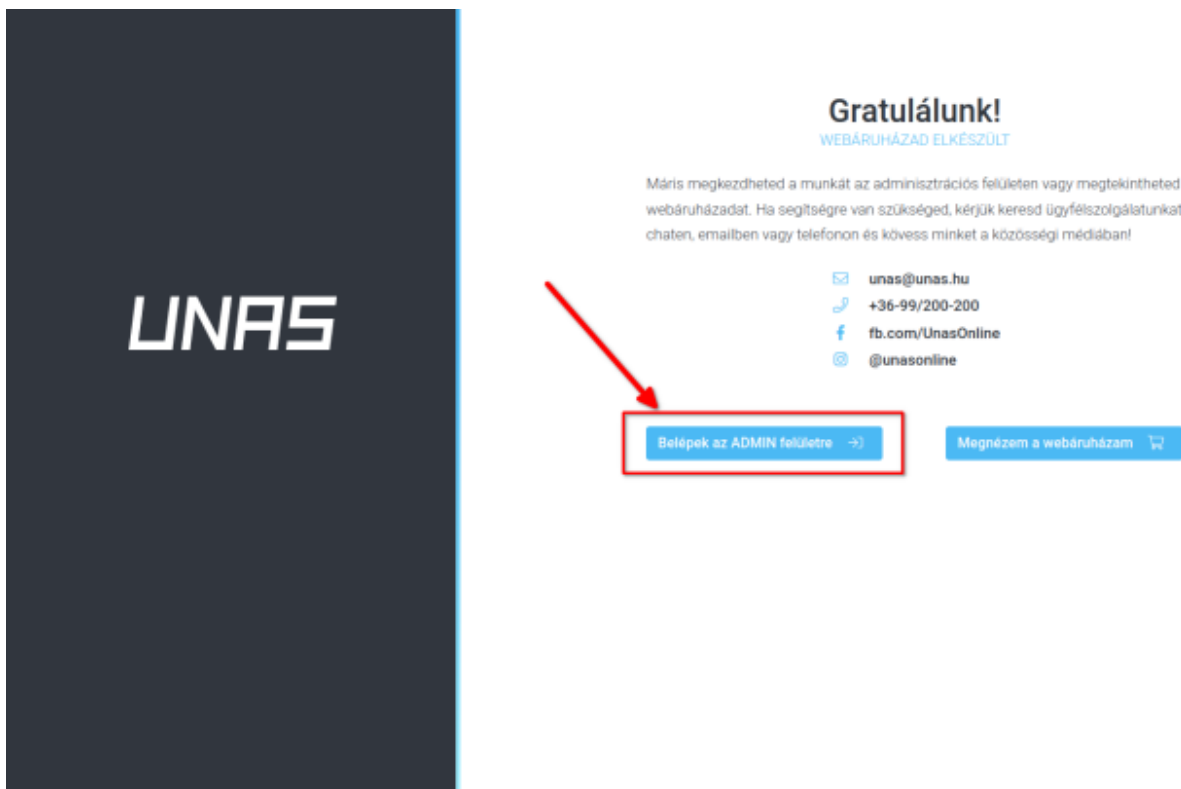 UNAS
Gratulálunk!
WEBÁRUHÁZAD ELKÉSZÜLT
Máris megkezdheted a munkát az adminisztrációs felületen vagy megtekintheted
webáruházadat. Ha segítségre van szükséged, kérjük keresd ügyfélszolgálatunkat
chaten, emailben vagy telefonon és kövess minket a közösségi médiában!
unas@unas.hu
+36-99/200-200
fb.com/UnasOnline
@unasonline
Belépek az ADMIN felületre
Megnézem a webáruházam